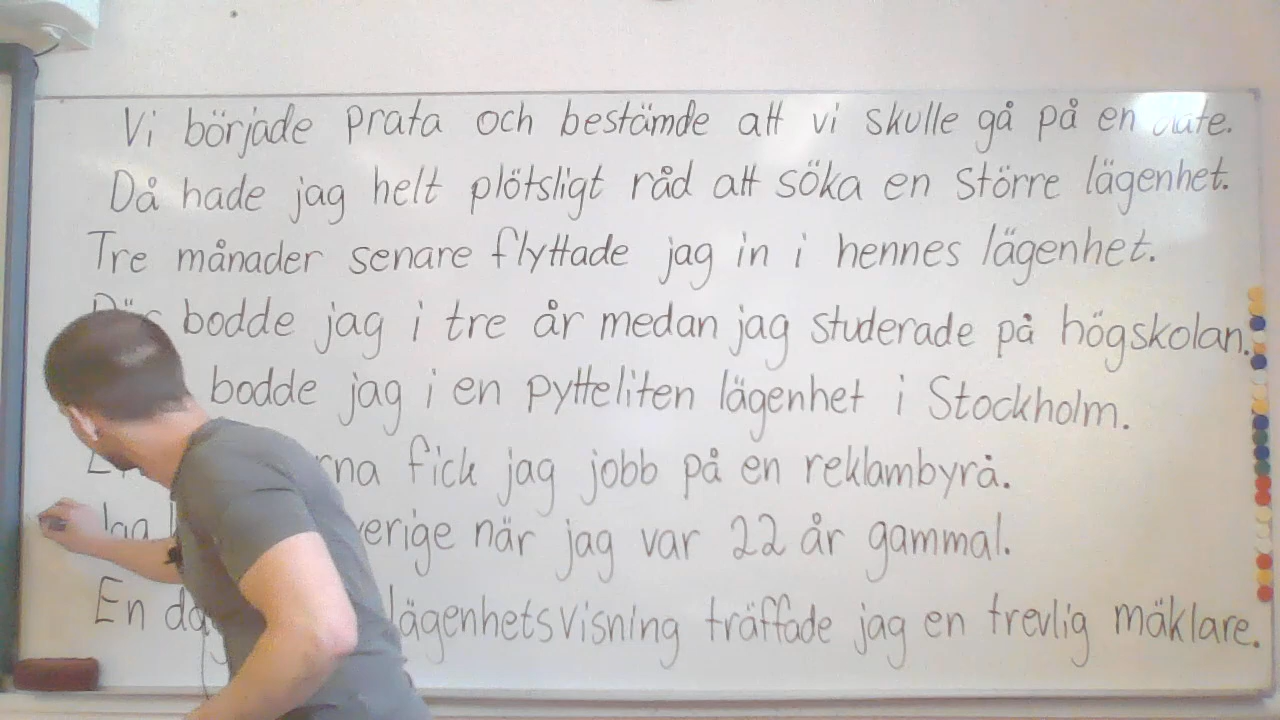 Vi började prata och bestämde att vi skulle gå på en date.
Då hade jag helt plötsligt råd att söka en större lägenhet.
Tre månader senare flyttade jag in i hennes lägenhet.
Där bodde jag i tre år medan jag studerade på högskolan.
bodde jag i en pytteliten lägenhet i Stockholm.
fick jag jobb på en reklambyrå.
Jag när jag var 22 år gammal.
En lägenhetsvisning träffade jag en trevlig mäklare.